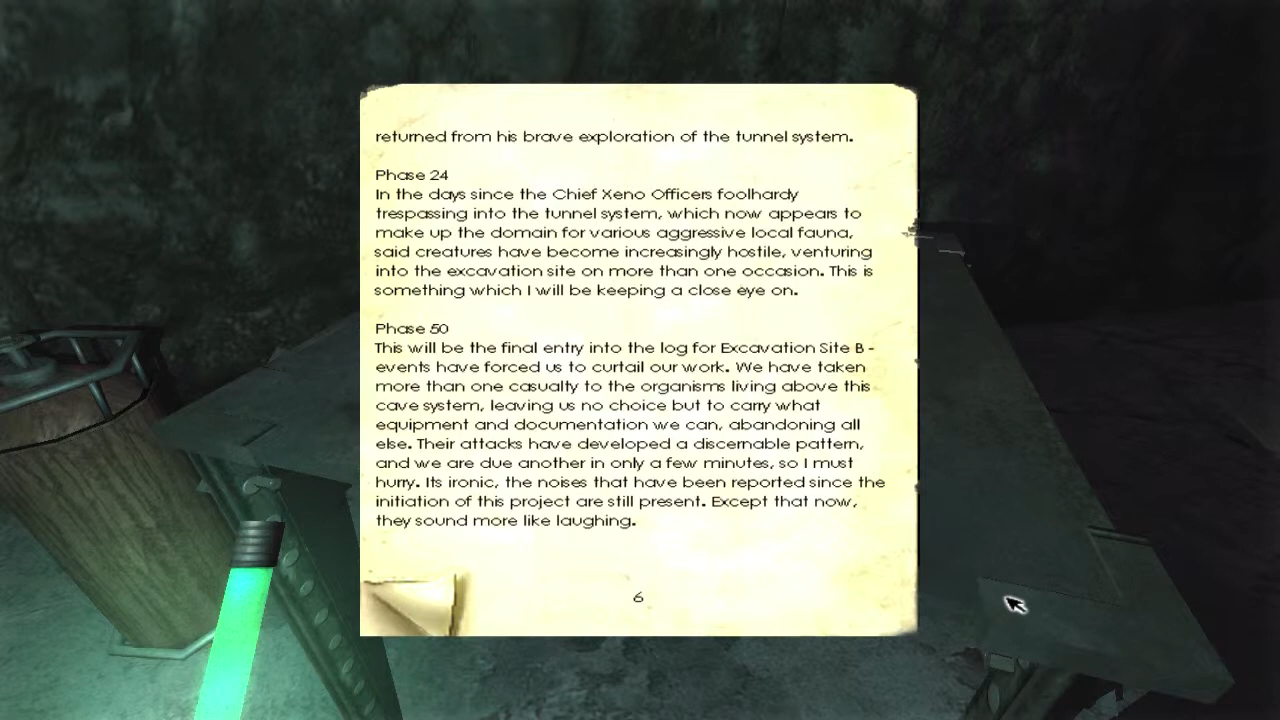 returned from his brave exploration of the tunnel system.
Phase 24
In the days since the Chief Xeno Officers foolhardy
trespassing into the tunnel system, which now appears to
make up the domain for various aggressive local fauna,
said creatures have become increasingly hostile, venturing
into the excavation site on more than one occasion. This is
something which I will be keeping a close eye on.
Phase 50
This will be the final entry into the log for Excavation Site B -
events have forced us to curtail our work. We have taken
more than one casualty to the organisms living above this
cave system, leaving us no choice but to carry what
equipment and documentation we can, abandoning all
else. Their attacks have developed a discernable pattern,
and we are due another in only a few minutes, so I must
hurry. Its ironic, the noises that have been reported since the
initiation of this project are still present. Except that now,
they sound more like laughing.
6